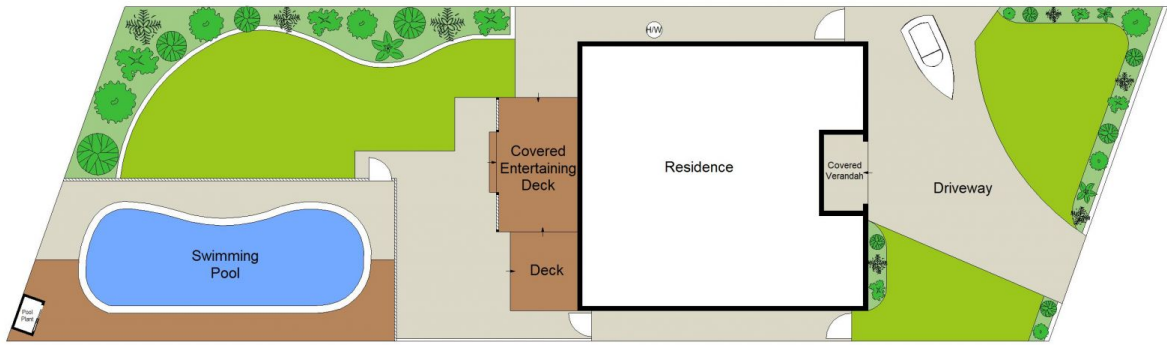 H/W
Covered
Entertaining
Deck
Residence
Covered
Verandah
Driveway
Swimming
Pool
Deck
Pool
Plant